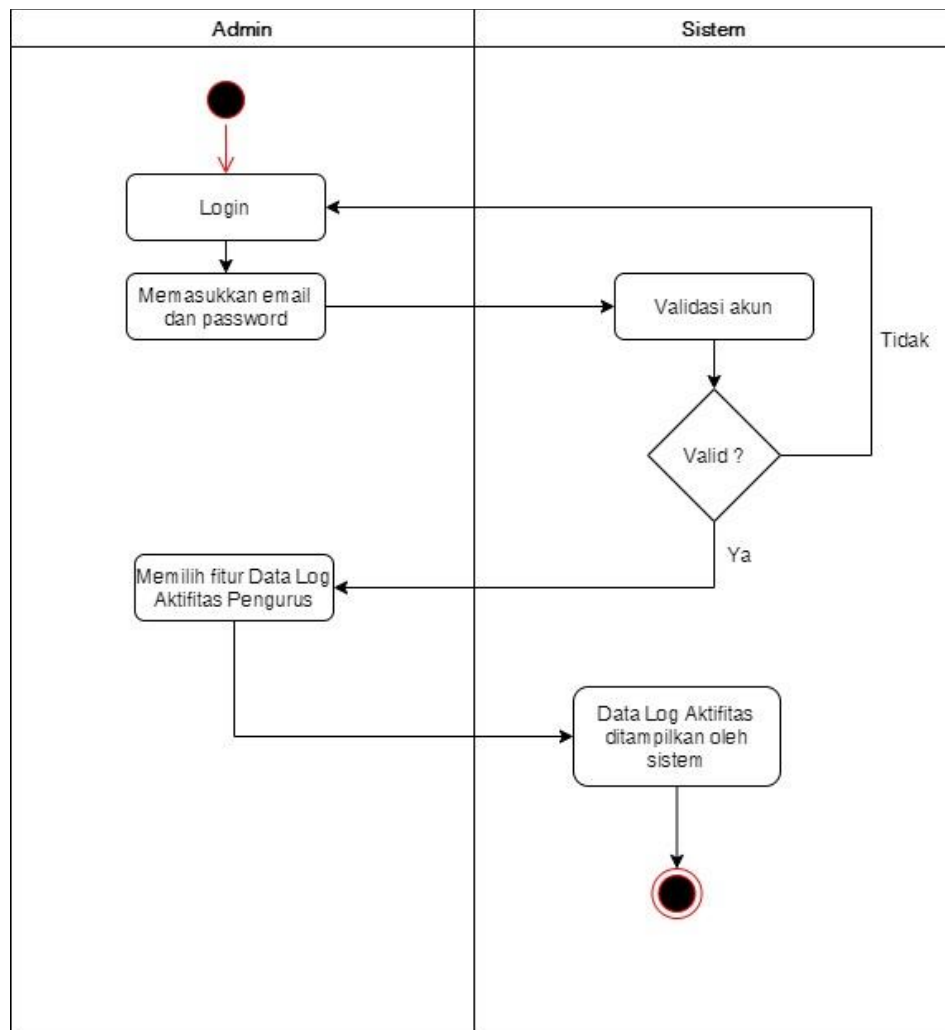 Admin
Sistem
Login
Memasukkan email
dan password
Validasi akun
Tidak
Valid ?
Ya
Memilih fitur Data Log
Aktifitas Pengurus
Data Log Aktifitas
ditampilkan oleh
sistem